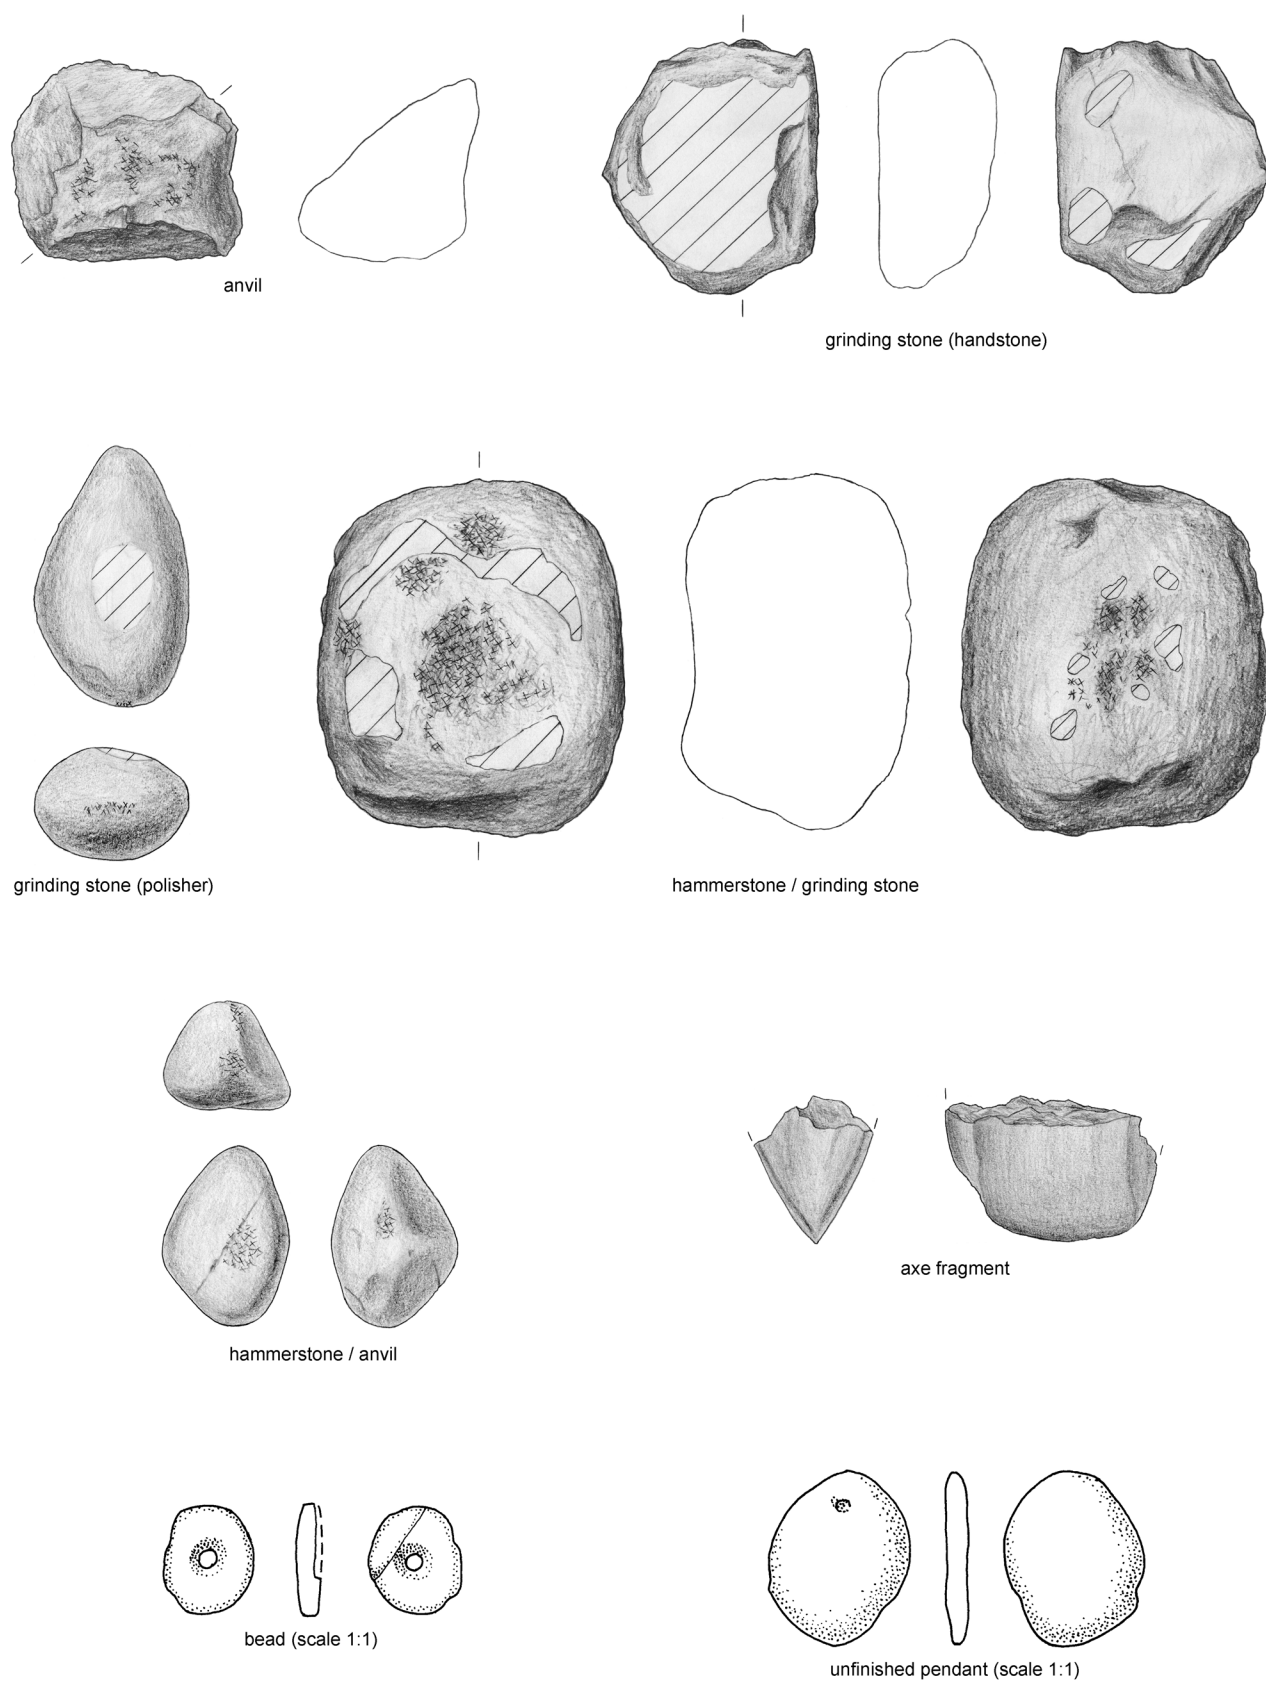 anvil
grinding stone (handstone)
grinding stone (polisher)
hammerstone / grinding stone
hammerstone / anvil
axe fragment
bead (scale 1:1)
unfinished pendant (scale 1:1)